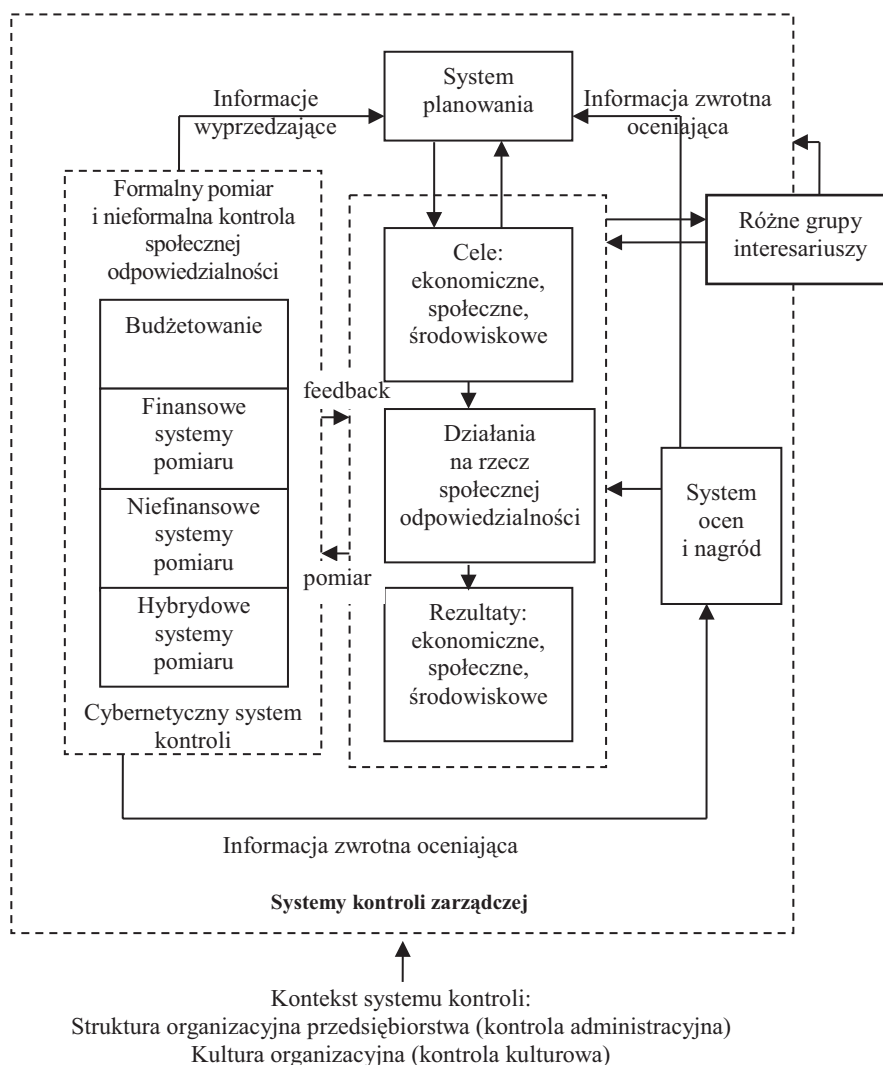 System
planowania
Informacje
wyprzedzające
Informacja zwrotna
oceniająca
Formalny pomiar
i nieformalna kontrola
społecznej
odpowiedzialności
Różne grupy
interesariuszy
Cele:
ekonomiczne,
społeczne,
środowiskowe
Budżetowanie
feedback
Finansowe
systemy
pomiaru
Działania
na rzecz
społecznej
odpowiedzialności
System
ocen
i nagród
Niefinansowe
systemy
pomiaru
pomiar
Hybrydowe
systemy
pomiaru
Rezultaty:
ekonomiczne,
społeczne,
środowiskowe
Cybernetyczny system
kontroli
Informacja zwrotna oceniająca
Systemy kontroli zarządczej
Kontekst systemu kontroli:
Struktura organizacyjna przedsiębiorstwa (kontrola administracyjna)
Kultura organizacyjna (kontrola kulturowa)